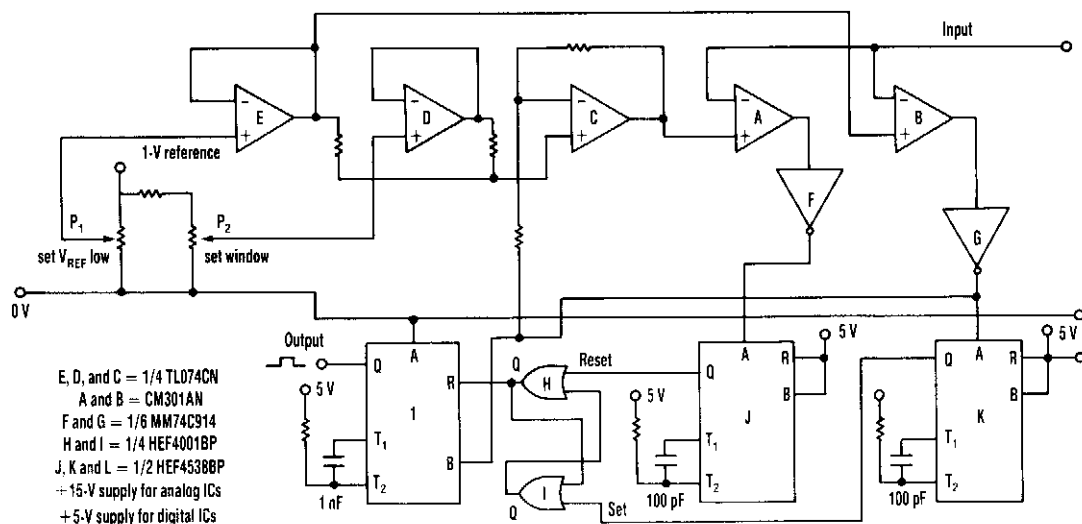 Input
E
D
C
A
B
1-V reference
P1
set VREF low
P2
set window
F
G
0 V
Output
5 V
A
Q
R
1
T1
T2
B
1 nF
Q
H
Reset
I
Q
Set
5 V
A
Q
R
B
J
T1
T2
100 pF
5 V
A
Q
R
B
K
T1
T2
100 pF
5 V
E, D, and C = 1/4 TL074CN
A and B = CM301AN
F and G = 1/6 MM74C914
H and I = 1/4 HEF4001BP
J, K and L = 1/2 HEF4538BBP
+15-V supply for analog ICs
+5-V supply for digital ICs